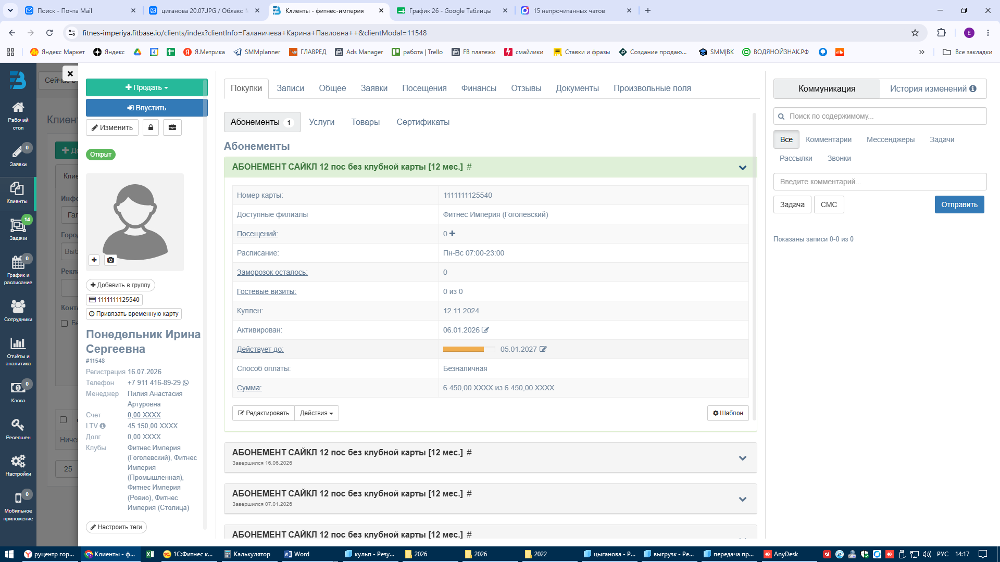 Поиск - Почта Mail
циганова 20.07.JPG / Облако M
Клиенты - фитнес-империя
График 26 - Google Таблицы
15 непрочитанных чатов
fitnes-imperiya.fitbase.io/clients/index?clientInfo=Галаничева+Карина+Павловна++&clientModal=11548
E
Яндекс Маркет
Яндекс
Я.Метрика
SMMplanner
ГЛАВРЕД
Ads Manager
работа | Trello
FB платежи
смайлики
Ставки и фразы
Создание продаю...
SMM|ВК
ВОДЯНОЙЗНАК.РФ
Все закладки
Рабочий
стол
0
Заявки
Клиенты
14
Задачи
0
График и
расписание
Сотрудники
Отчёты и
аналитика
0
Касса
Ресепшен
Настройки
0
Мобильное
приложение
Сейчас в
Клиен
До
Клие
Инфо
Гал
Горо
Выб
Рекла
Конта
Бе
Ниче
25
Продать
Впустить
Изменить
Открыт
Добавить в группу
1111111125540
Привязать временную карту
Понедельник Ирина
Сергеевна
#11548
Регистрация 16.07.2026
Телефон +7 911 416-89-29
Менеджер Пилия Анастасия
Артуровна
Счет 0,00 XXXX
LTV 45 150,00 XXXX
Долг 0,00 XXXX
Клубы Фитнес Империя
(Гоголевский), Фитнес
Империя
(Промышленная),
Фитнес Империя
(Ровио), Фитнес
Империя (Столица)
Настроить теги
Покупки
Записи
Общее
Заявки
Посещения
Финансы
Отзывы
Документы
Произвольные поля
Абонементы 1
Услуги
Товары
Сертификаты
Абонементы
АБОНЕМЕНТ САЙКЛ 12 пос без клубной карты [12 мес.] #
Номер карты: 1111111125540
Доступные филиалы Фитнес Империя (Гоголевский)
Посещений: 0
Расписание: Пн-Вс 07:00-23:00
Заморозок осталось: 0
Гостевые визиты: 0 из 0
Куплен: 12.11.2024
Активирован: 06.01.2026
Действует до: 05.01.2027
Способ оплаты: Безналичная
Сумма: 6 450,00 XXXX из 6 450,00 XXXX
Редактировать
Действия
Шаблон
АБОНЕМЕНТ САЙКЛ 12 пос без клубной карты [12 мес.] #
Завершился 16.06.2026
АБОНЕМЕНТ САЙКЛ 12 пос без клубной карты [12 мес.] #
Завершился 07.01.2026
АБОНЕМЕНТ САЙКЛ 12 пос без клубной карты [12 мес.] #
Коммуникация
История изменений
Поиск по содержимому...
Все
Комментарии
Мессенджеры
Задачи
Рассылки
Звонки
Введите комментарий...
Задача
СМС
Отправить
Показаны записи 0-0 из 0
руцентр гор...
Клиенты - ф...
1С:Фитнес к...
Калькулятор
Word
кульп - Резу...
2026
2026
2022
цыганова - Р...
выгрузк - Ре...
передача пр...
AnyDesk
РУС
14:17